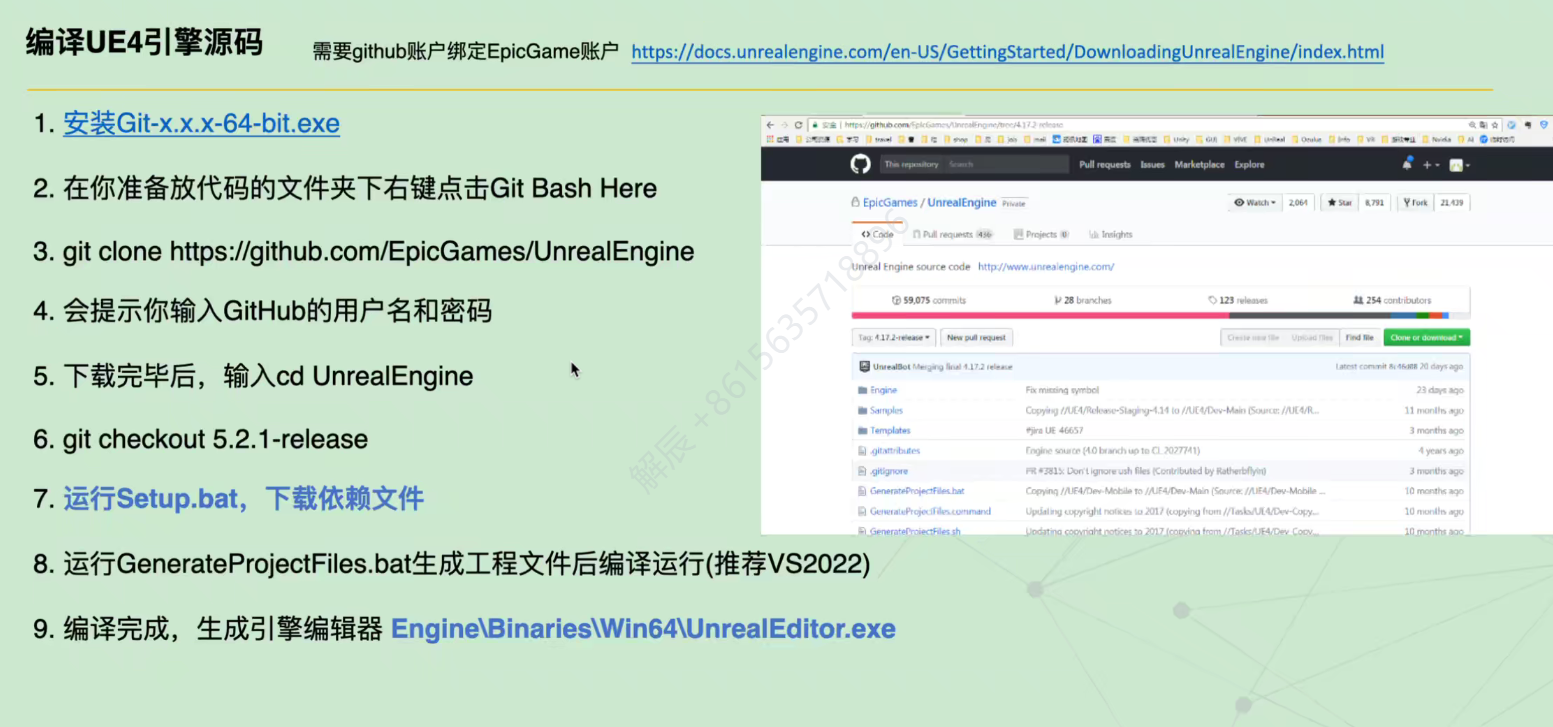 编译UE4引擎源码
需要github账户绑定EpicGame账户 https://docs.unrealengine.com/en-US/GettingStarted/DownloadingUnrealEngine/index.html
1. 安装Git-x.x.x-64-bit.exe
2. 在你准备放代码的文件夹下右键点击Git Bash Here
3. git clone https://github.com/EpicGames/UnrealEngine
4. 会提示你输入GitHub的用户名和密码
5. 下载完毕后，输入cd UnrealEngine
6. git checkout 5.2.1-release
7. 运行Setup.bat，下载依赖文件
8. 运行GenerateProjectFiles.bat生成工程文件后编译运行(推荐VS2022)
9. 编译完成，生成引擎编辑器 Engine\Binaries\Win64\UnrealEditor.exe
安全 | https://github.com/EpicGames/UnrealEngine/tree/4.17.2-release
This repository Search Pull requests Issues Marketplace Explore
EpicGames / UnrealEngine Private Watch 2,064 Star 8,791 Fork 21,439
Code Pull requests 436 Projects 0 Insights
Unreal Engine source code http://www.unrealengine.com/
59,075 commits 28 branches 123 releases 254 contributors
Tag: 4.17.2-release New pull request Create new file Upload files Find file Clone or download
UnrealBot Merging final 4.17.2 release Latest commit 20 days ago
Engine Fix missing symbol 23 days ago
Samples Copying //UE4/Release-Staging-4.14 to //UE4/Dev-Main (Source: //UE4/R... 11 months ago
Templates #jira UE 46657 3 months ago
.gitattributes Engine source (4.0 branch up to CL 2027741) 4 years ago
.gitignore PR #3815: Don't ignore ush files (Contributed by RatherBflyin) 3 months ago
GenerateProjectFiles.bat Copying //UE4/Dev-Mobile to //UE4/Dev-Main (Source: //UE4/Dev-Mobile ... 10 months ago
GenerateProjectFiles.command Updating copyright notices to 2017 (copying from //Tasks/UE4/Dev-Copy... 10 months ago
GenerateProjectFiles.sh Updating copyright notices to 2017 (copying from //Tasks/UE4/Dev-Copy... 10 months ago
解辰 +8615635718896